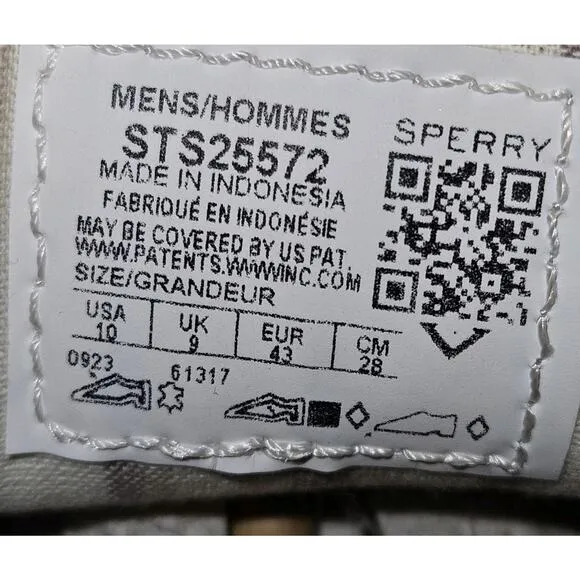 MENS/HOMMES
STS25572
SPERRY
MADE IN INDONESIA
FABRIQUÉ EN INDONÉSIE
MAY BE COVERED BY US PAT.
WWW.PATENTS.WWWINC.COM
SIZE/GRANDEUR
USA UK EUR CM
10 9 43 28
0923 61317